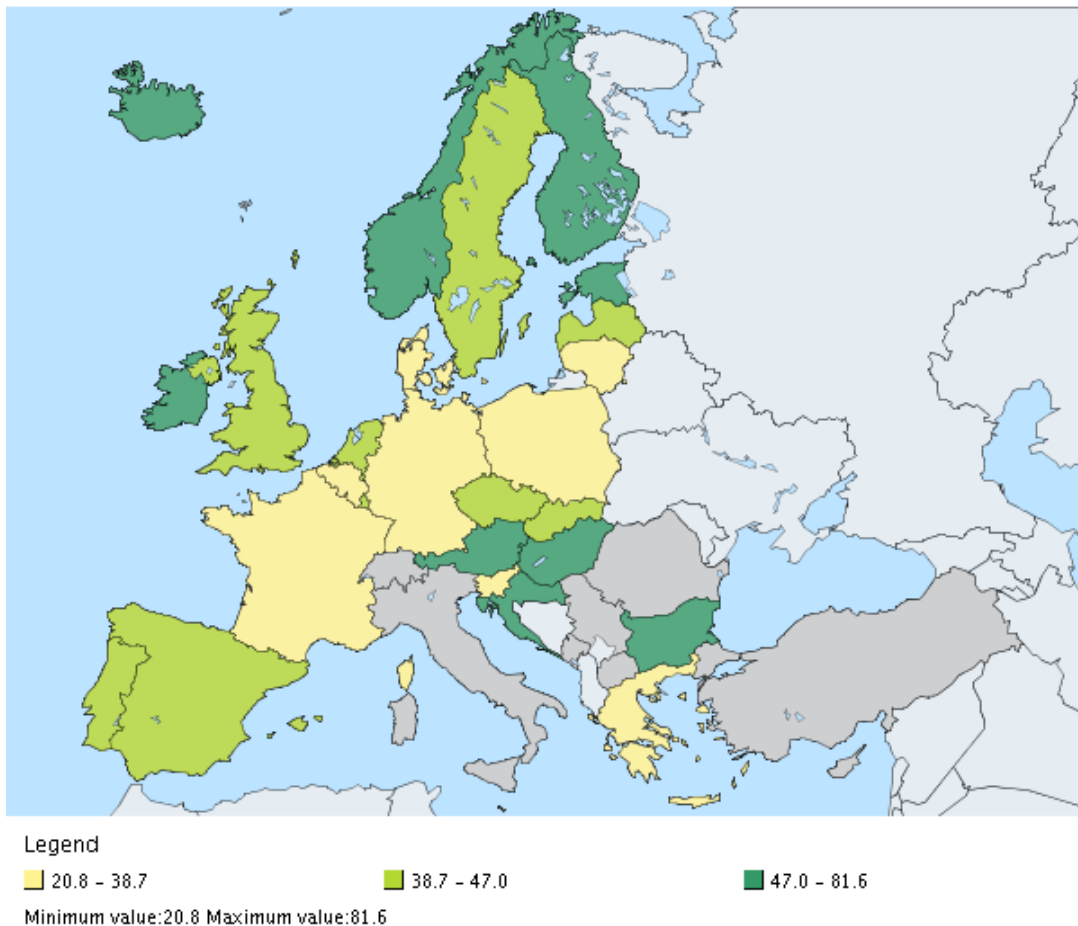 Legend
20.8 – 38.7 38.7 – 47.0 47.0 – 81.6
Minimum value:20.8 Maximum value:81.6